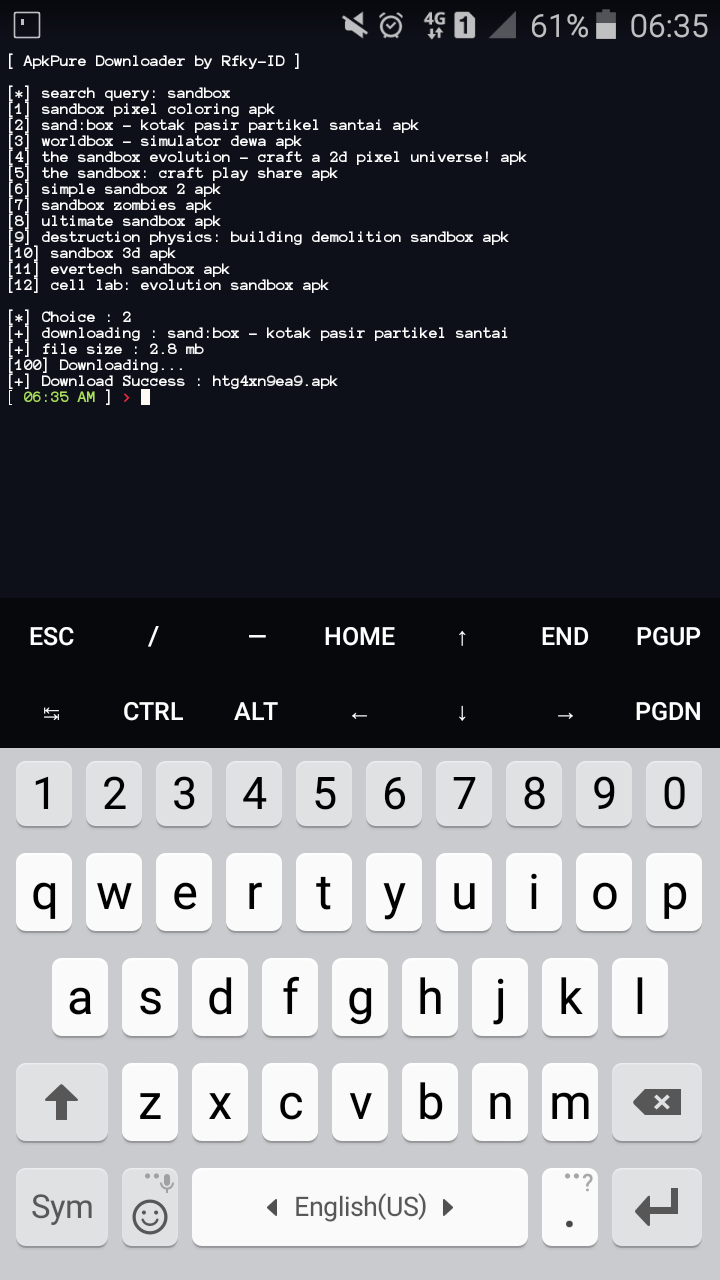 4G 1 61% 06:35
[ ApkPure Downloader by Rfky-ID ]
[*] search query: sandbox
[1] sandbox pixel coloring apk
[2] sand:box - kotak pasir partikel santai apk
[3] worldbox - simulator dewa apk
[4] the sandbox evolution - craft a 2d pixel universe! apk
[5] the sandbox: craft play share apk
[6] simple sandbox 2 apk
[7] sandbox zombies apk
[8] ultimate sandbox apk
[9] destruction physics: building demolition sandbox apk
[10] sandbox 3d apk
[11] evertech sandbox apk
[12] cell lab: evolution sandbox apk
[*] Choice : 2
[+] downloading : sand:box - kotak pasir partikel santai
[+] file size : 2.8 mb
[100] Downloading...
[+] Download Success : htg4xn9ea9.apk
[ 06:35 AM ] ›
ESC / — HOME ↑ END PGUP
↹ CTRL ALT ← ↓ → PGDN
1 2 3 4 5 6 7 8 9 0
q w e r t y u i o p
a s d f g h j k l
z x c v b n m
Sym English(US) . ?